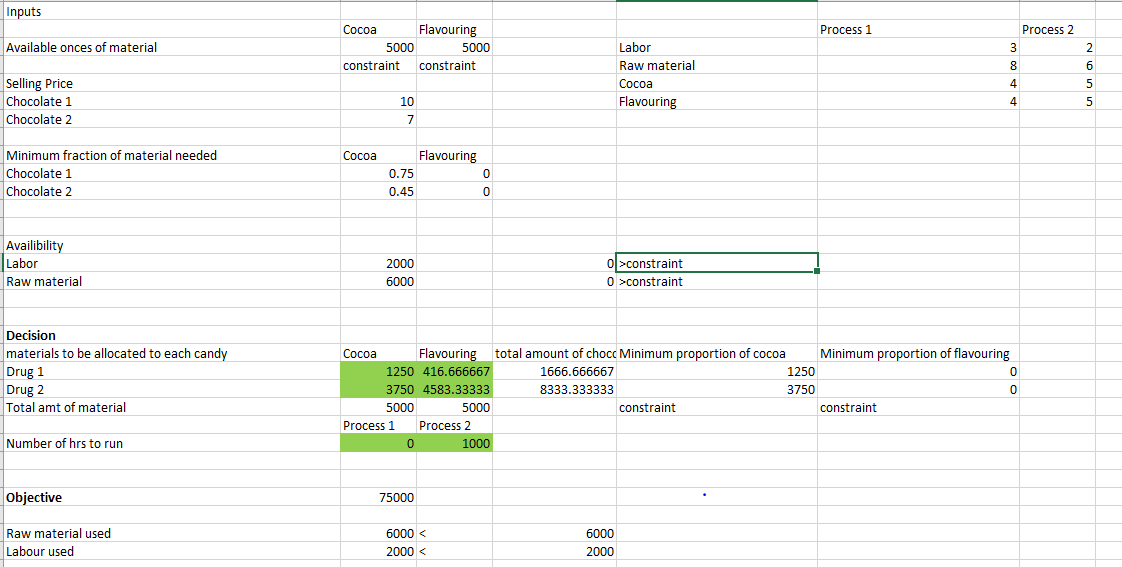 Inputs
Cocoa Flavouring Process 1 Process 2
Available onces of material 5000 5000 Labor 3 2
constraint constraint Raw material 8 6
Selling Price Cocoa 4 5
Chocolate 1 10 Flavouring 4 5
Chocolate 2 7
Minimum fraction of material needed Cocoa Flavouring
Chocolate 1 0.75 0
Chocolate 2 0.45 0
Availibility
Labor 2000 0 >constraint
Raw material 6000 0 >constraint
Decision
materials to be allocated to each candy Cocoa Flavouring total amount of chocc Minimum proportion of cocoa Minimum proportion of flavouring
Drug 1 1250 416.666667 1666.666667 1250 0
Drug 2 3750 4583.33333 8333.333333 3750 0
Total amt of material 5000 5000 constraint constraint
Process 1 Process 2
Number of hrs to run 0 1000
Objective 75000
Raw material used 6000 < 6000
Labour used 2000 < 2000